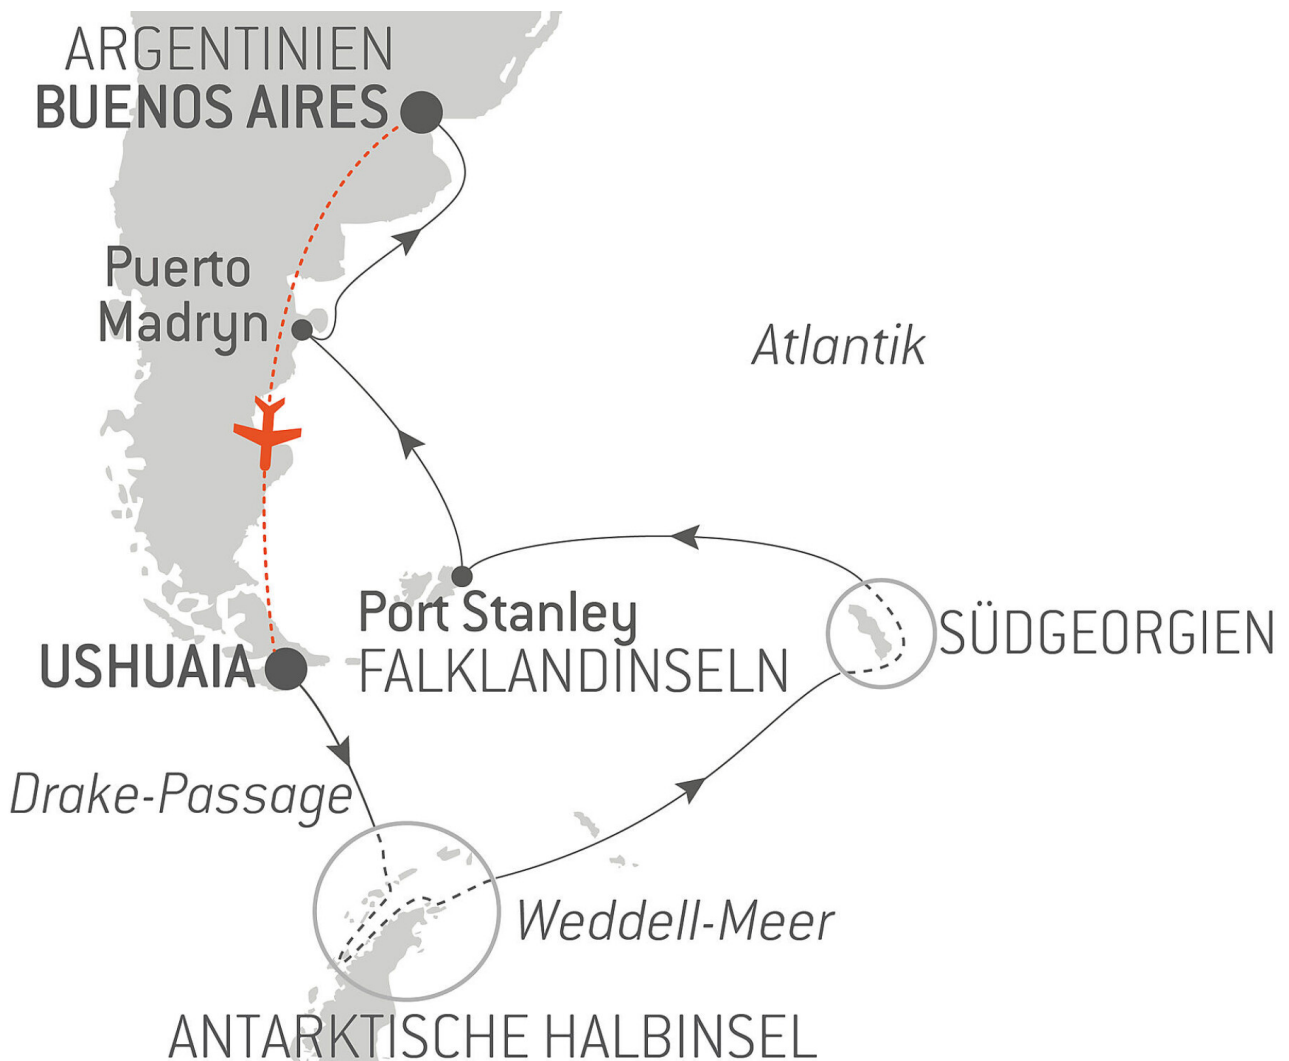 ARGENTINIEN
BUENOS AIRES
Puerto
Madryn
Atlantik
Port Stanley
FALKLANDINSELN
SÜDGEORGIEN
USHUAIA
Drake-Passage
Weddell-Meer
ANTARKTISCHE HALBINSEL